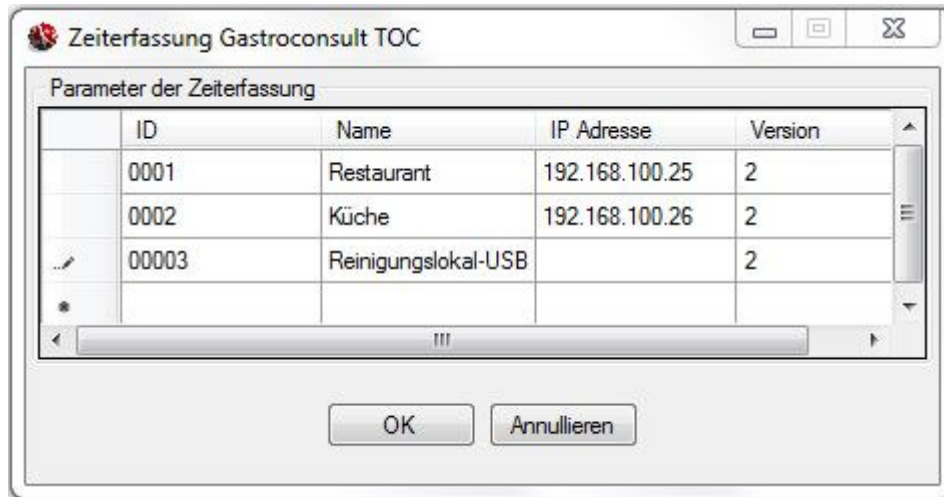 Zeiterfassung Gastroconsult TOC
Parameter der Zeiterfassung
ID Name IP Adresse Version
0001 Restaurant 192.168.100.25 2
0002 Küche 192.168.100.26 2
00003 Reinigungslokal-USB 2
OK Annullieren